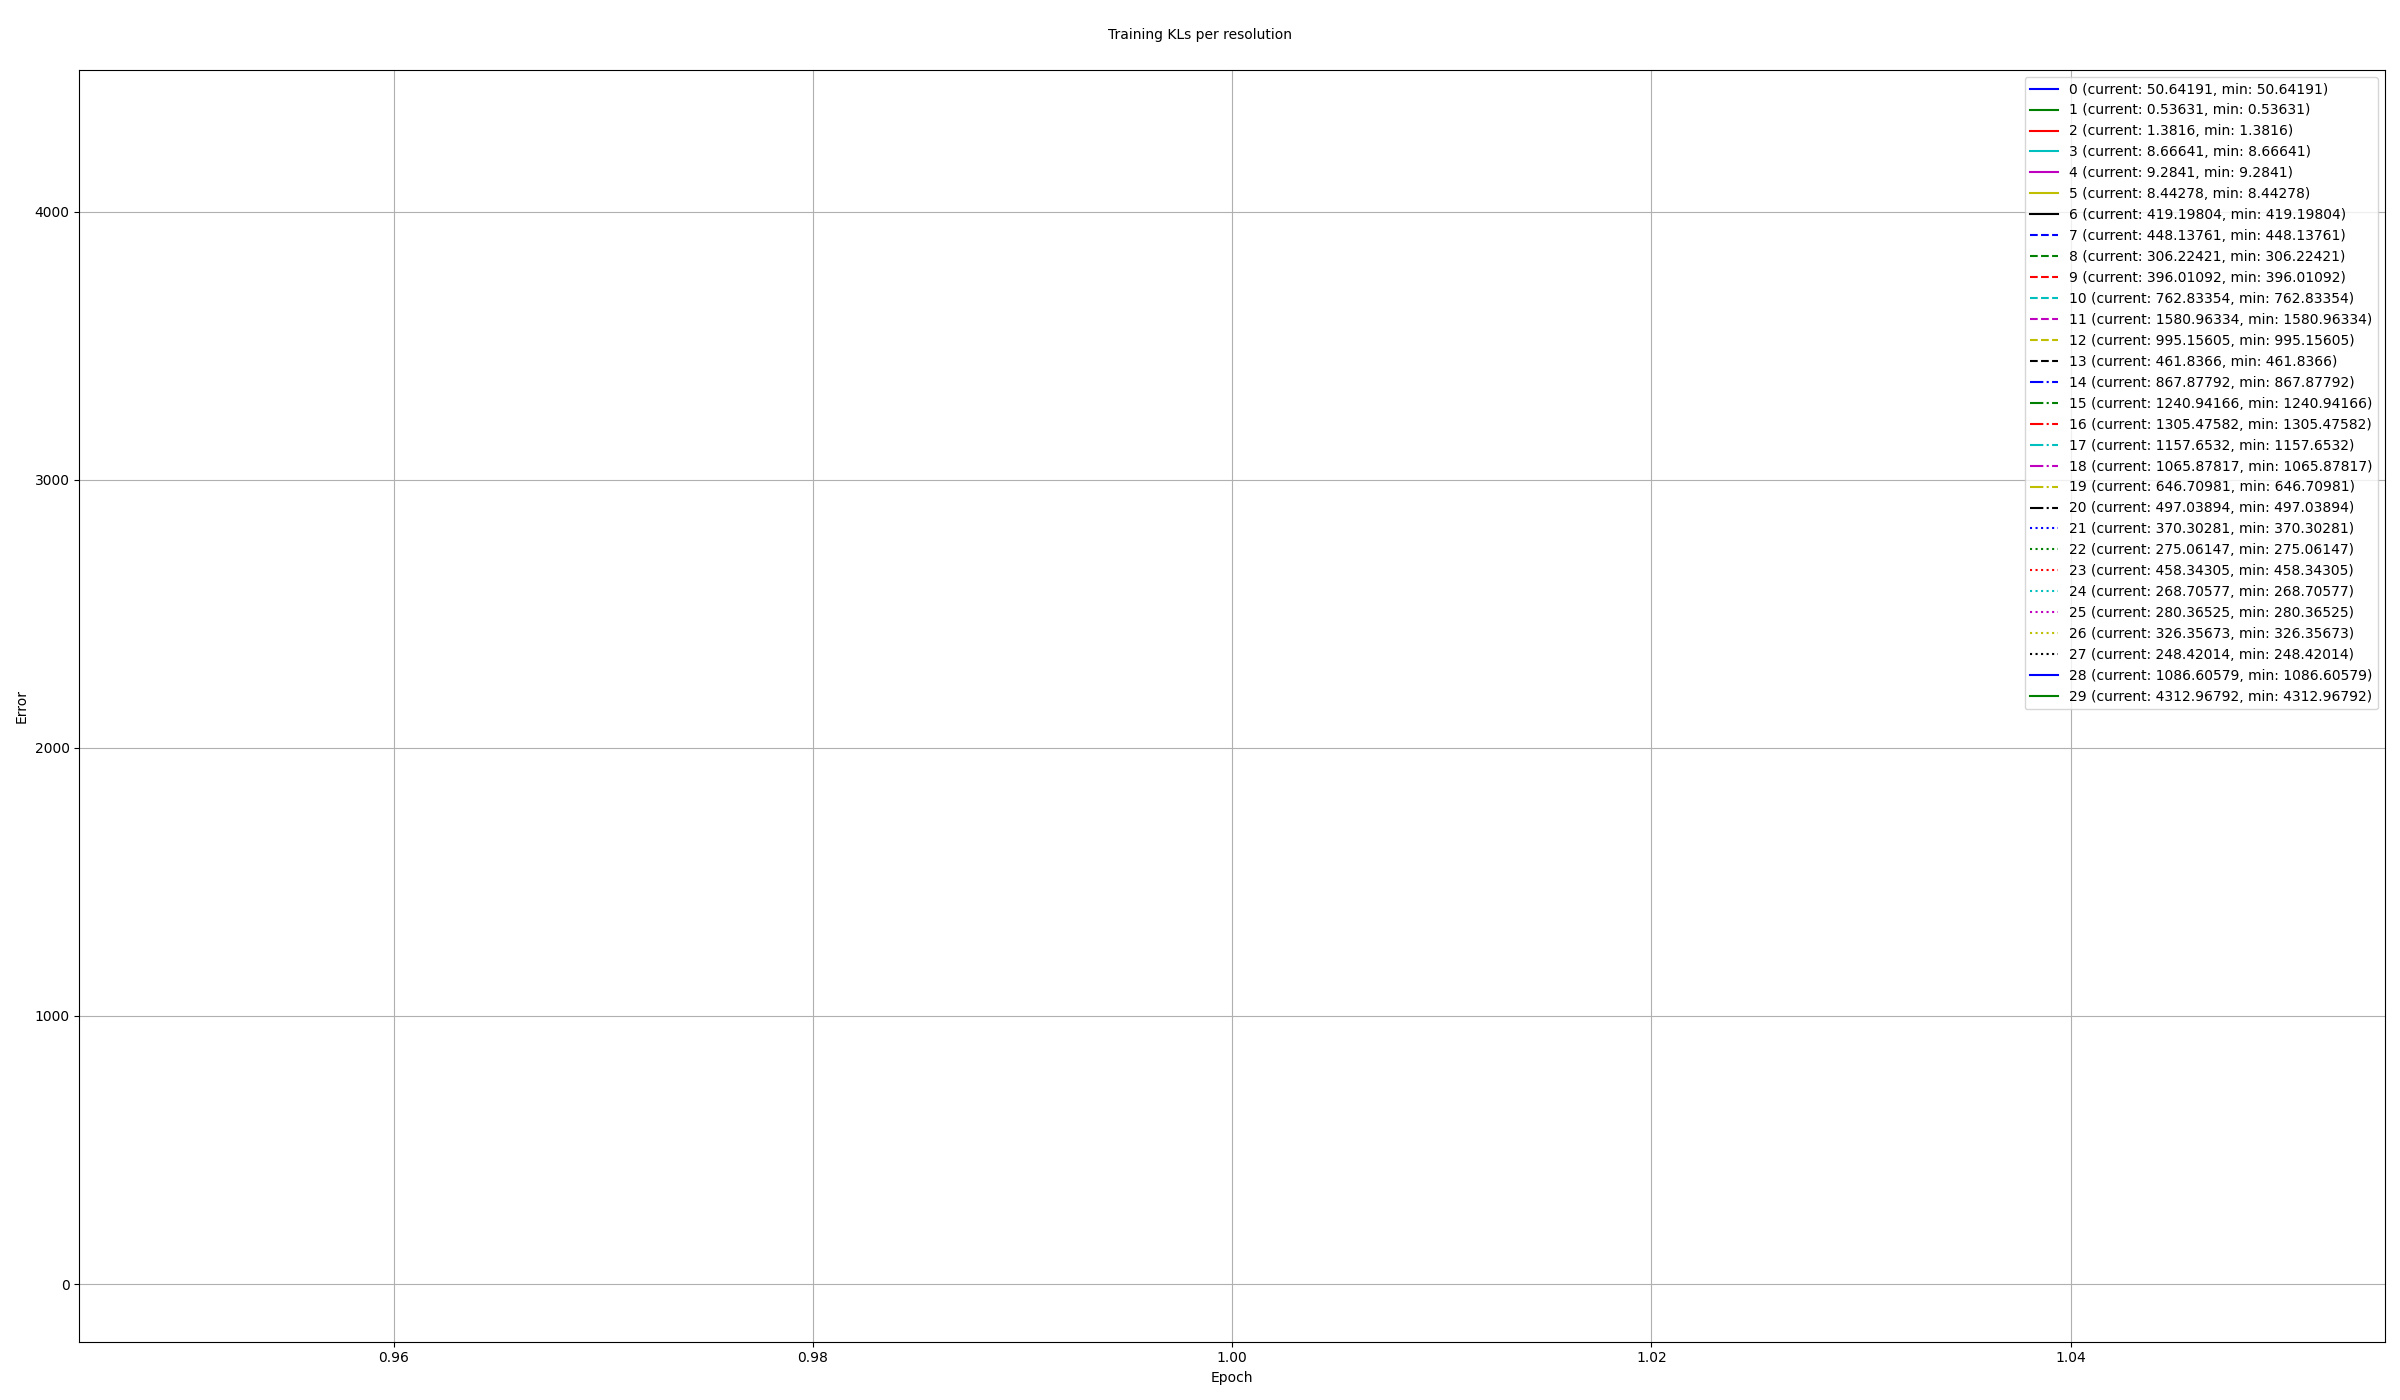 Training KLs per resolution
0 (current: 50.64191, min: 50.64191)
1 (current: 0.53631, min: 0.53631)
2 (current: 1.3816, min: 1.3816)
3 (current: 8.66641, min: 8.66641)
4 (current: 9.2841, min: 9.2841)
5 (current: 8.44278, min: 8.44278)
6 (current: 419.19804, min: 419.19804)
7 (current: 448.13761, min: 448.13761)
8 (current: 306.22421, min: 306.22421)
9 (current: 396.01092, min: 396.01092)
10 (current: 762.83354, min: 762.83354)
11 (current: 1580.96334, min: 1580.96334)
12 (current: 995.15605, min: 995.15605)
13 (current: 461.8366, min: 461.8366)
14 (current: 867.87792, min: 867.87792)
15 (current: 1240.94166, min: 1240.94166)
16 (current: 1305.47582, min: 1305.47582)
17 (current: 1157.6532, min: 1157.6532)
18 (current: 1065.87817, min: 1065.87817)
19 (current: 646.70981, min: 646.70981)
20 (current: 497.03894, min: 497.03894)
21 (current: 370.30281, min: 370.30281)
22 (current: 275.06147, min: 275.06147)
23 (current: 458.34305, min: 458.34305)
24 (current: 268.70577, min: 268.70577)
25 (current: 280.36525, min: 280.36525)
26 (current: 326.35673, min: 326.35673)
27 (current: 248.42014, min: 248.42014)
28 (current: 1086.60579, min: 1086.60579)
29 (current: 4312.96792, min: 4312.96792)
4000
3000
2000
1000
0
Error
0.96 0.98 1.00 1.02 1.04
Epoch